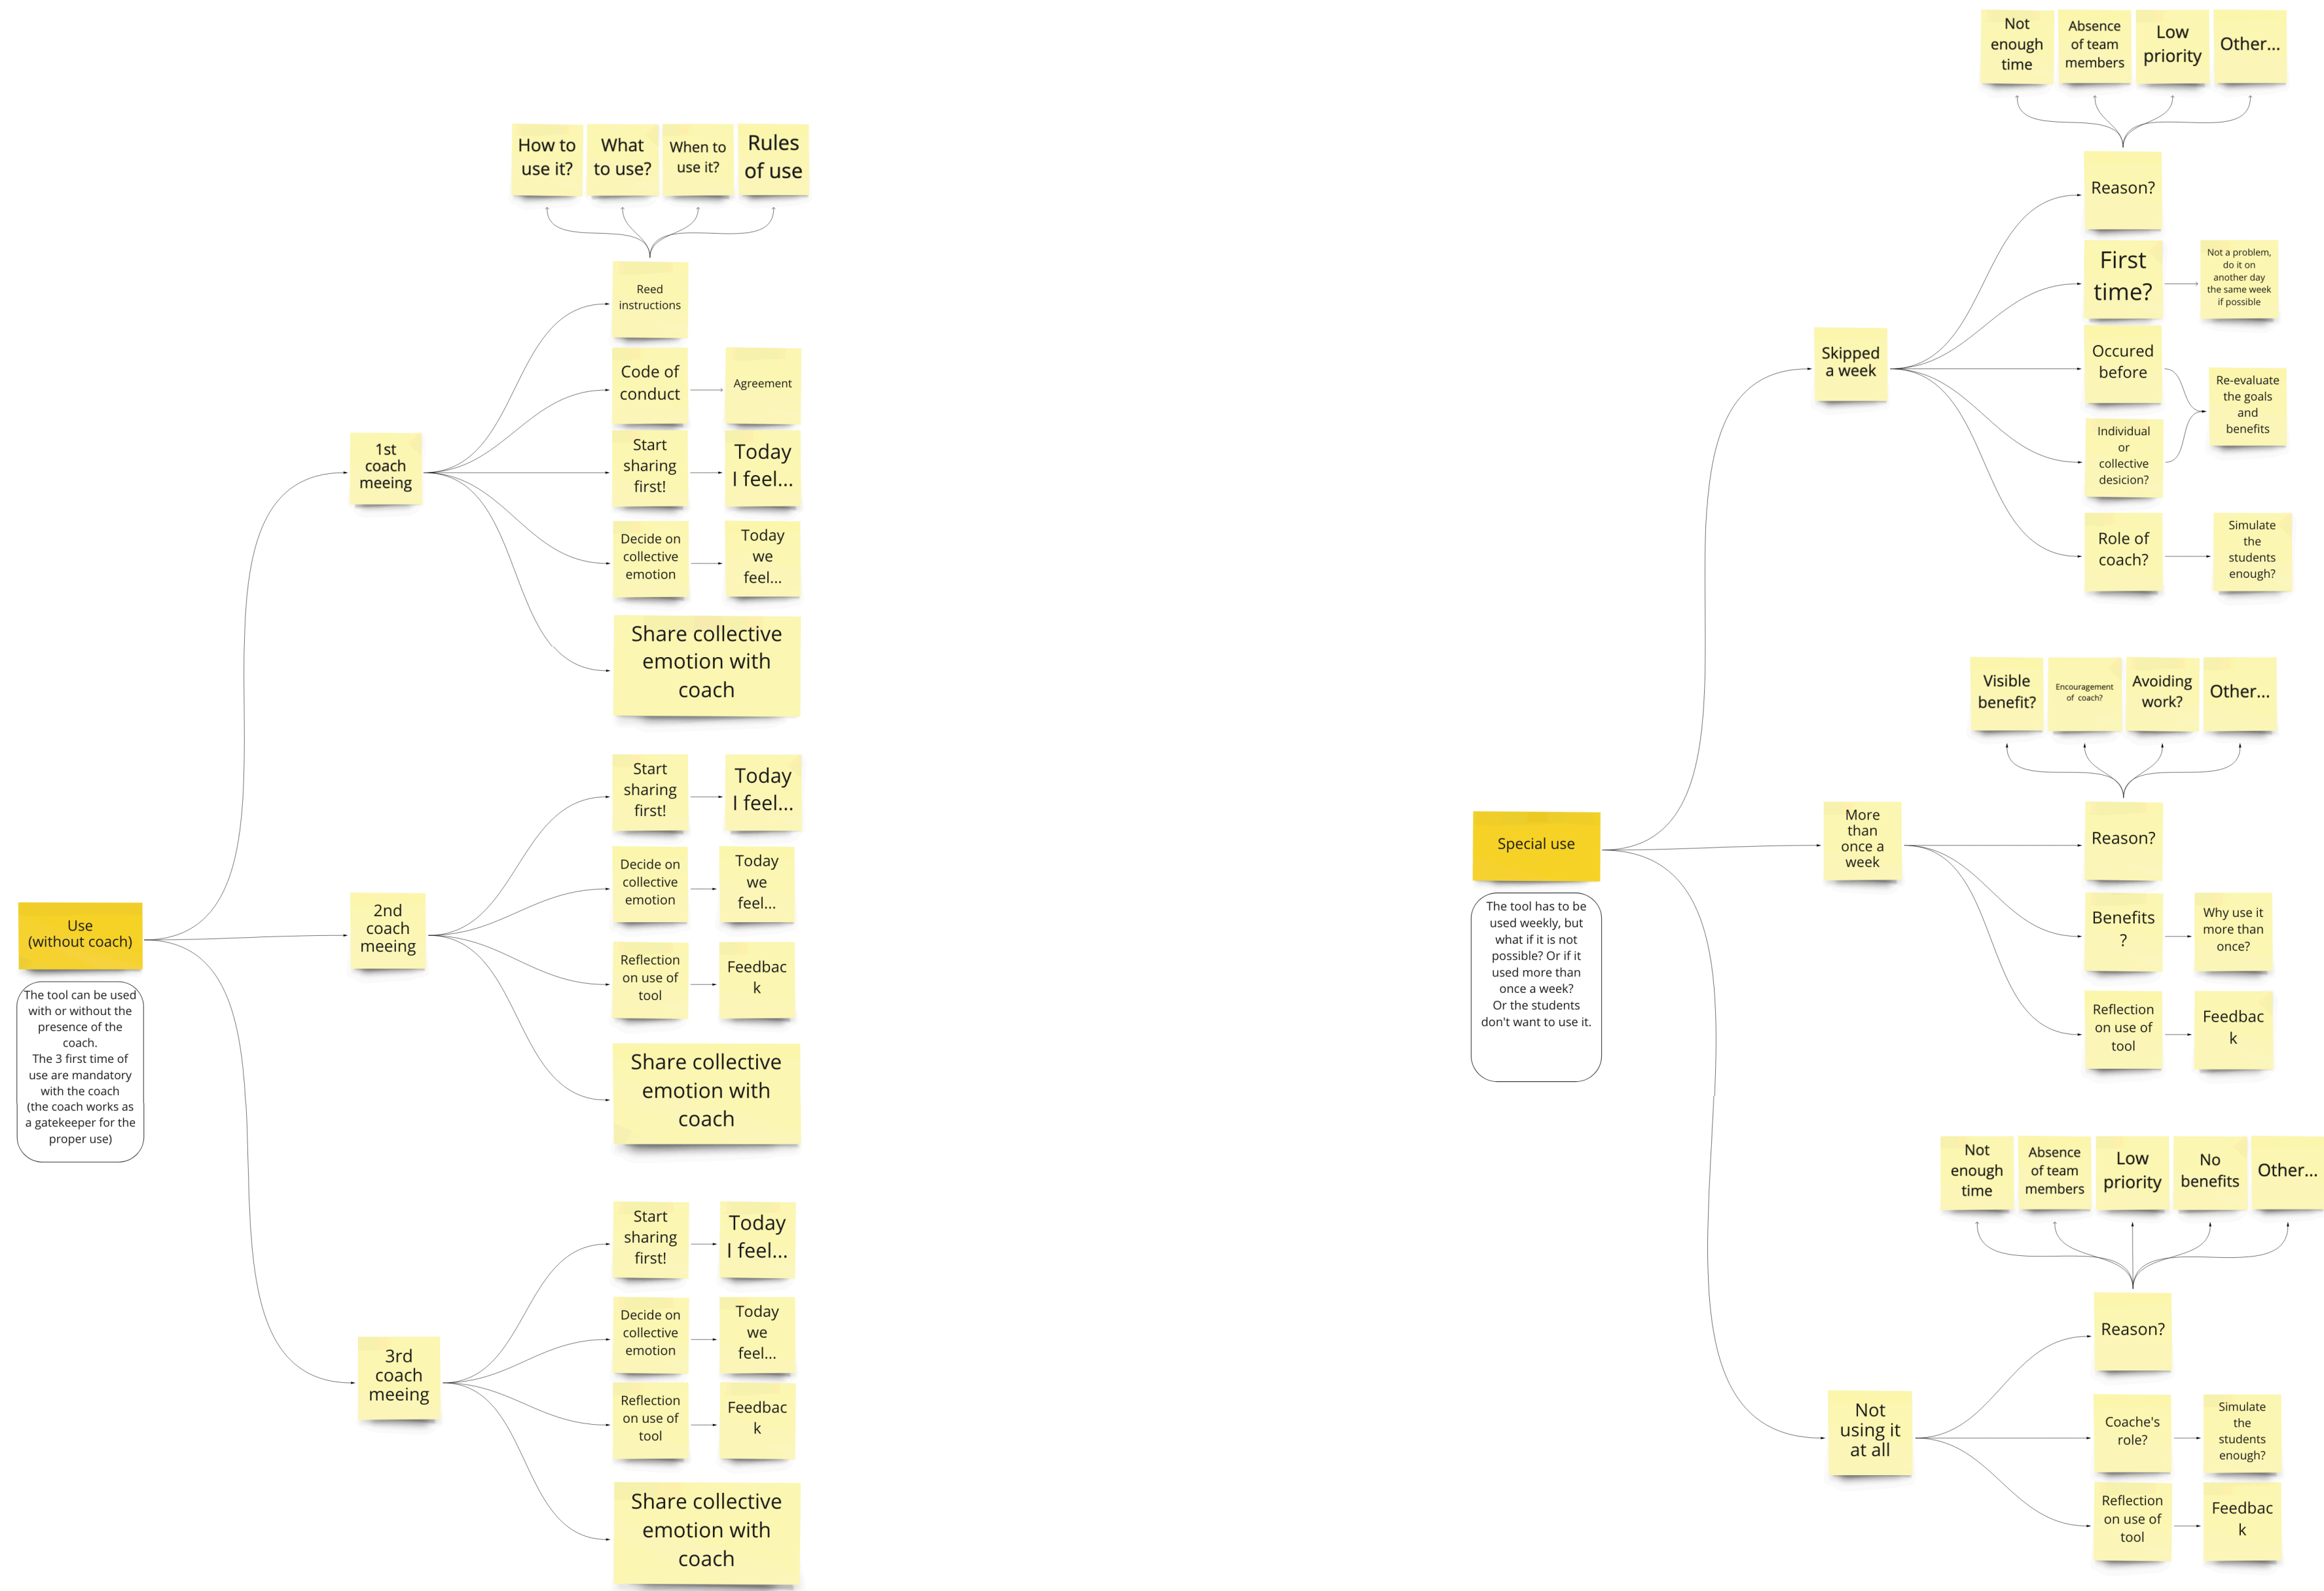 How to
use it?
What
to use?
When to
use it?
Rules
of use
Reed
instructions
Code of
conduct
Agreement
1st
coach
meeing
Start
sharing
first!
Today
I feel...
Decide on
collective
emotion
Today
we
feel...
Share collective
emotion with
coach
Start
sharing
first!
Today
I feel...
Use
(without coach)
2nd
coach
meeing
Decide on
collective
emotion
Today
we
feel...
The tool can be used
with or without the
presence of the
coach.
The 3 first time of
use are mandatory
with the coach
(the coach works as
a gatekeeper for the
proper use)
Reflection
on use of
tool
Feedbac
k
Share collective
emotion with
coach
Start
sharing
first!
Today
I feel...
3rd
coach
meeing
Decide on
collective
emotion
Today
we
feel...
Reflection
on use of
tool
Feedbac
k
Share collective
emotion with
coach
Not
enough
time
Absence
of team
members
Low
priority
Other...
Reason?
First
time?
Not a problem,
do it on
another day
the same week
if possible
Skipped
a week
Occured
before
Re-evaluate
the goals
and
benefits
Individual
or
collective
desicion?
Role of
coach?
Simulate
the
students
enough?
Visible
benefit?
Encouragement
of coach?
Avoiding
work?
Other...
Special use
More
than
once a
week
Reason?
The tool has to be
used weekly, but
what if it is not
possible? Or if it
used more than
once a week?
Or the students
don't want to use it.
Benefits
?
Why use it
more than
once?
Reflection
on use of
tool
Feedbac
k
Not
enough
time
Absence
of team
members
Low
priority
No
benefits
Other...
Reason?
Not
using it
at all
Coache's
role?
Simulate
the
students
enough?
Reflection
on use of
tool
Feedbac
k